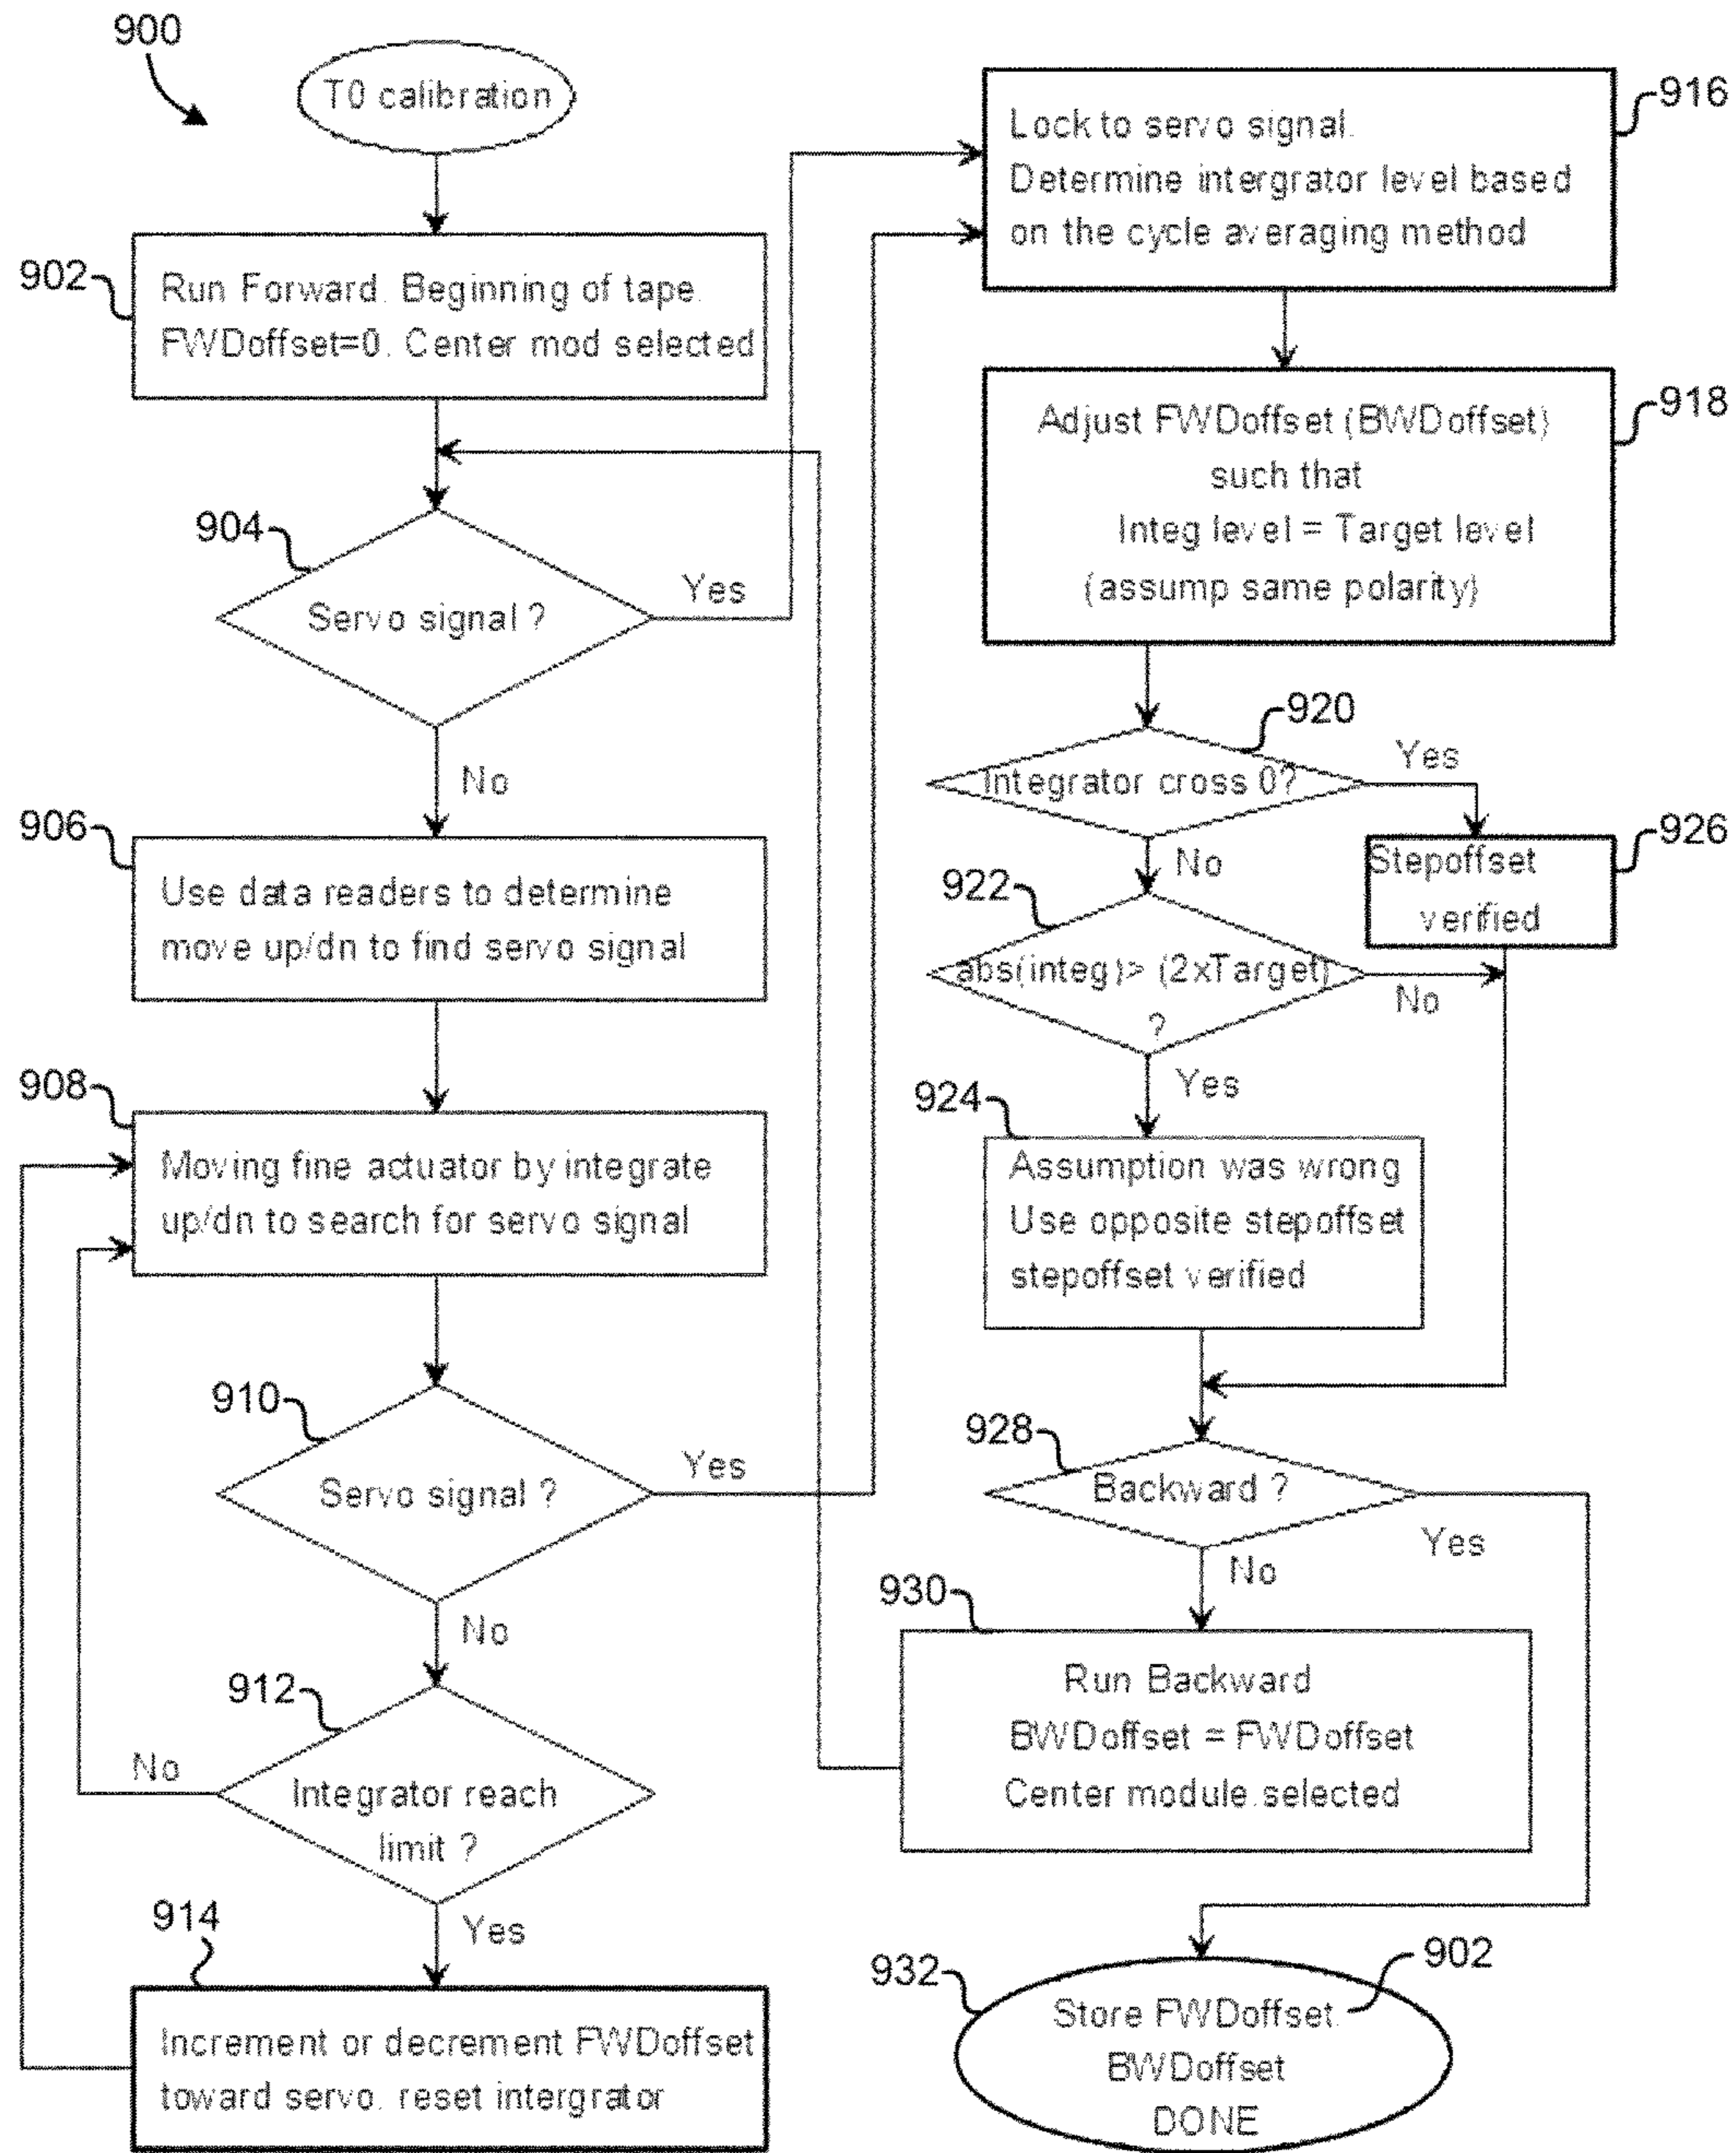 900
T0 calibration
902
Run Forward. Beginning of tape.
FWDoffset=0. Center mod selected
904
Servo signal ?
Yes
No
906
Use data readers to determine
move up/dn to find servo signal
908
Moving fine actuator by integrate
up/dn to search for servo signal
910
Servo signal ?
Yes
No
912
Integrator reach
limit ?
No
Yes
914
Increment or decrement FWDoffset
toward servo. reset intergrator
916
Lock to servo signal.
Determine intergrator level based
on the cycle averaging method
918
Adjust FWDoffset (BWDoffset)
such that
Integ level = Target level
(assump same polarity)
920
Integrator cross 0?
Yes
No
926
Stepoffset
verified
922
abs(integ)> (2xTarget)
?
No
Yes
924
Assumption was wrong
Use opposite stepoffset
stepoffset verified
928
Backward ?
Yes
No
930
Run Backward
BWDoffset = FWDoffset
Center module.selected
932
902
Store FWDoffset.
BWDoffset
DONE